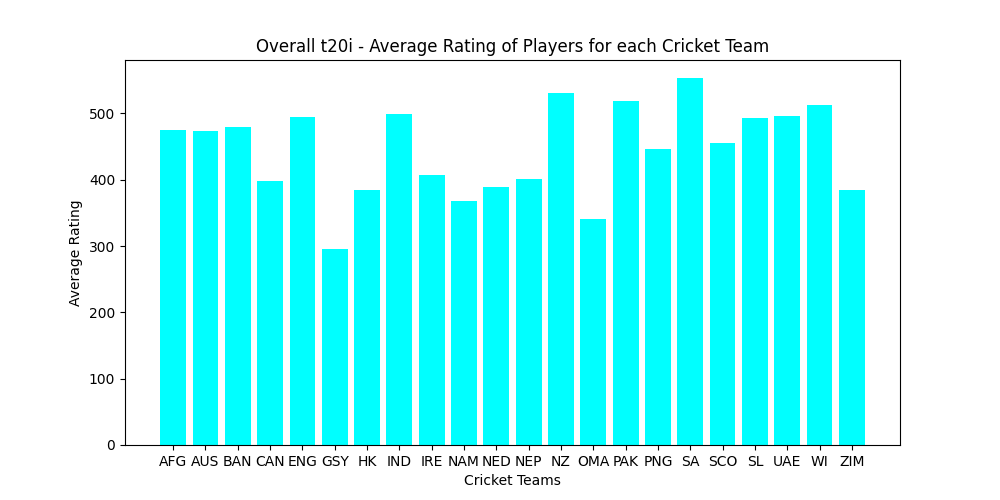 Overall t20i - Average Rating of Players for each Cricket Team
Average Rating
500
400
300
200
100
0
AFG AUS BAN CAN ENG GSY HK IND IRE NAM NED NEP NZ OMA PAK PNG SA SCO SL UAE WI ZIM
Cricket Teams